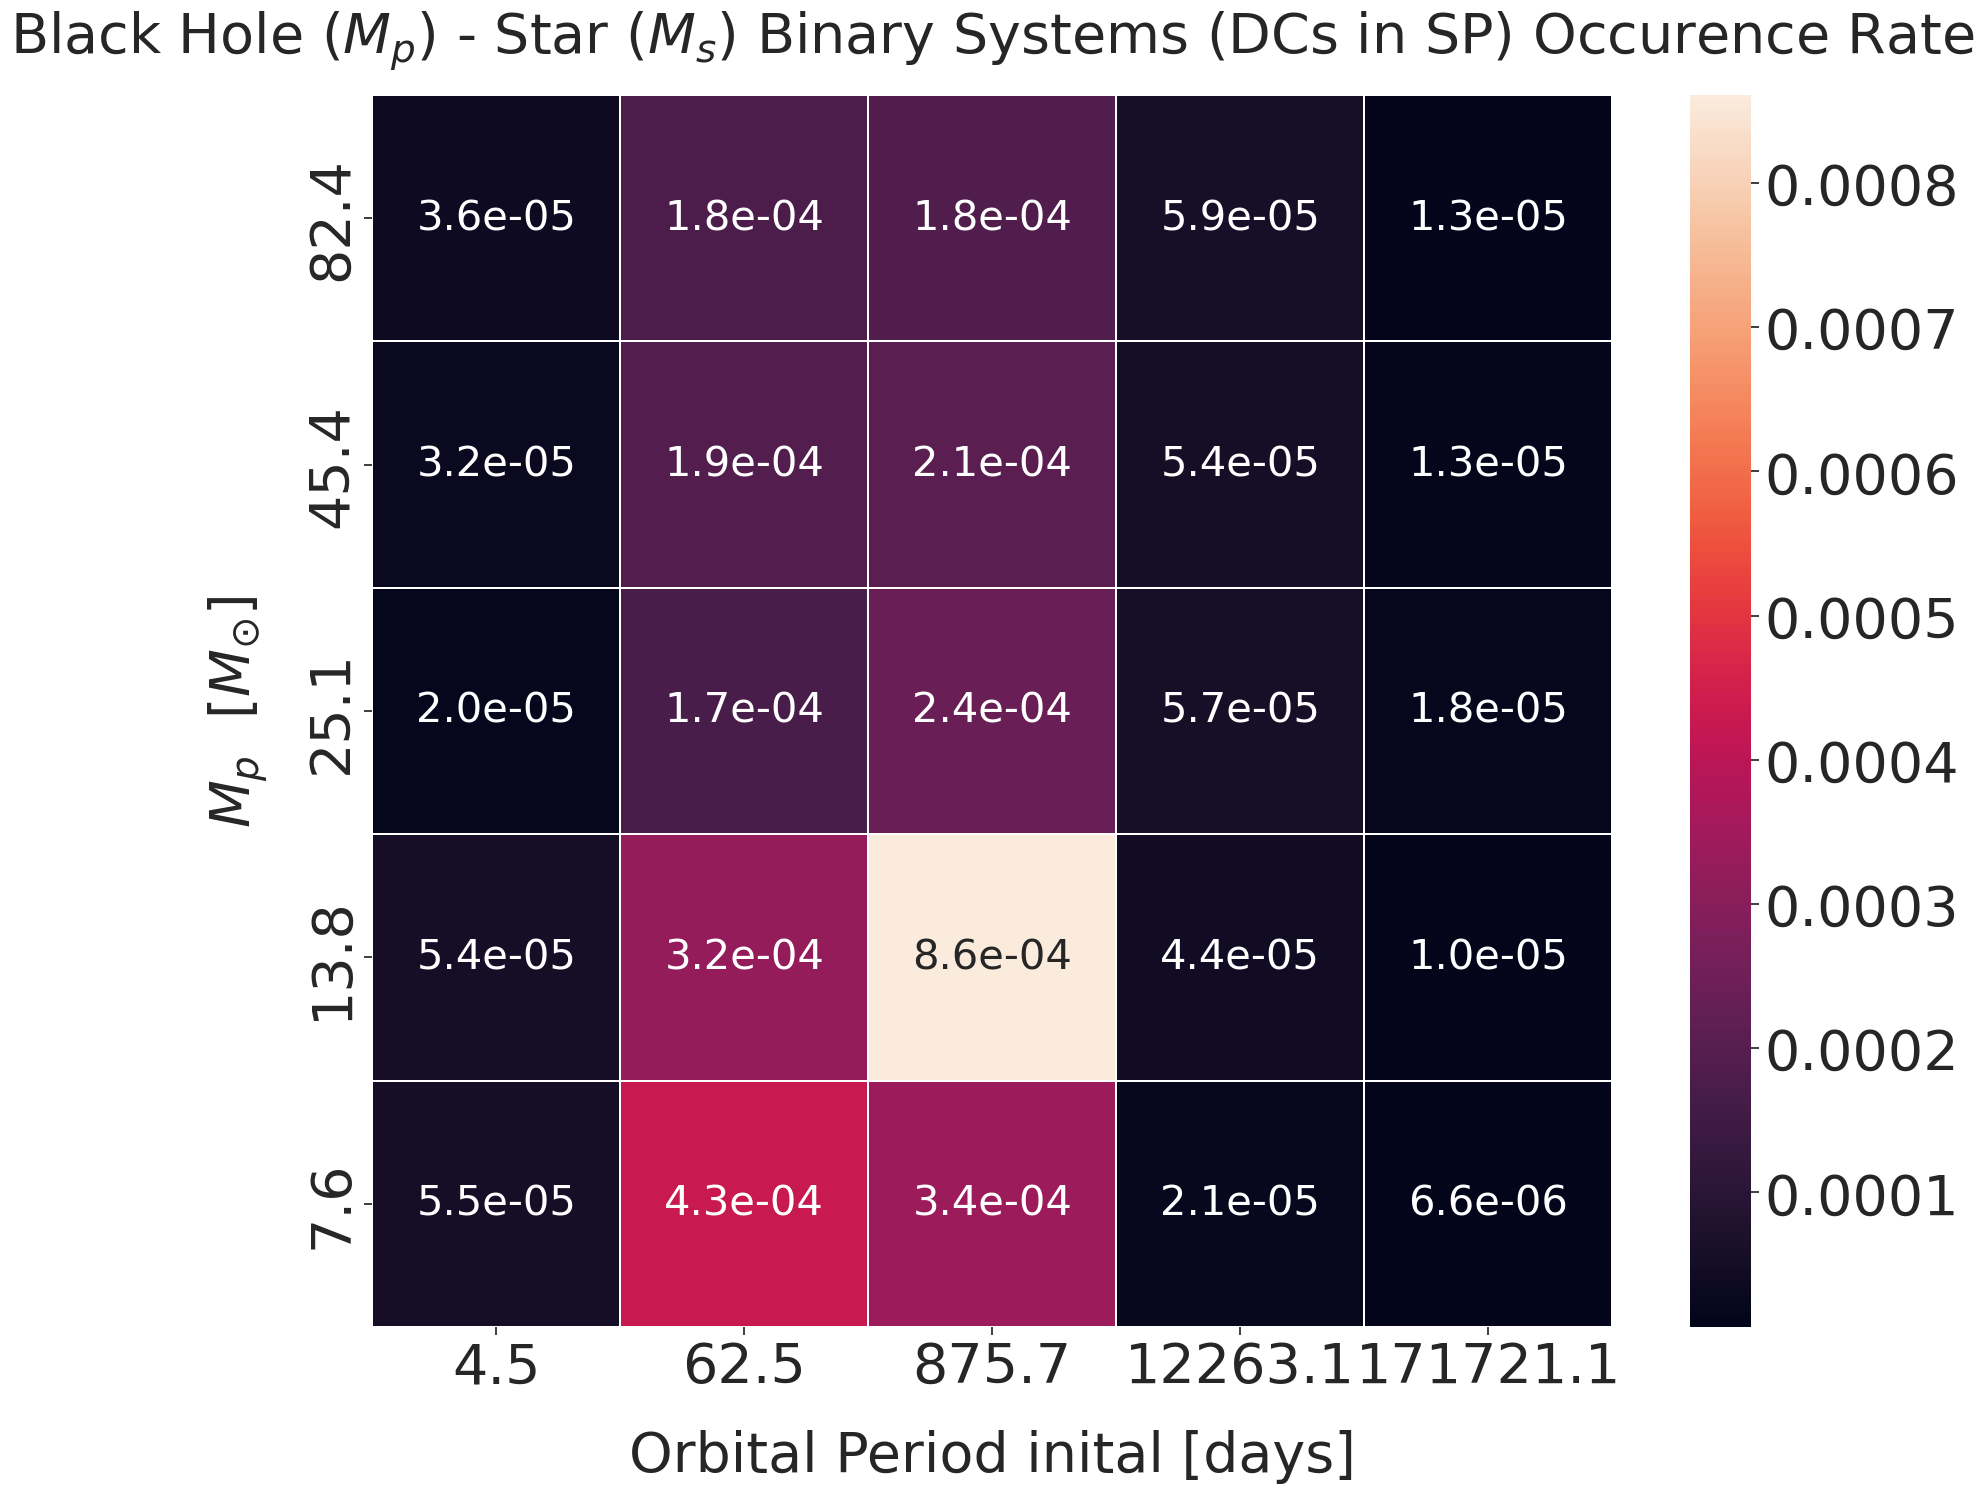 Black Hole (M_p) - Star (M_s) Binary Systems (DCs in SP) Occurence Rate
M_p [M_⊙]
82.4 3.6e-05 1.8e-04 1.8e-04 5.9e-05 1.3e-05
45.4 3.2e-05 1.9e-04 2.1e-04 5.4e-05 1.3e-05
25.1 2.0e-05 1.7e-04 2.4e-04 5.7e-05 1.8e-05
13.8 5.4e-05 3.2e-04 8.6e-04 4.4e-05 1.0e-05
7.6 5.5e-05 4.3e-04 3.4e-04 2.1e-05 6.6e-06
4.5 62.5 875.7 12263.1 171721.1
Orbital Period inital [days]
0.0008
0.0007
0.0006
0.0005
0.0004
0.0003
0.0002
0.0001